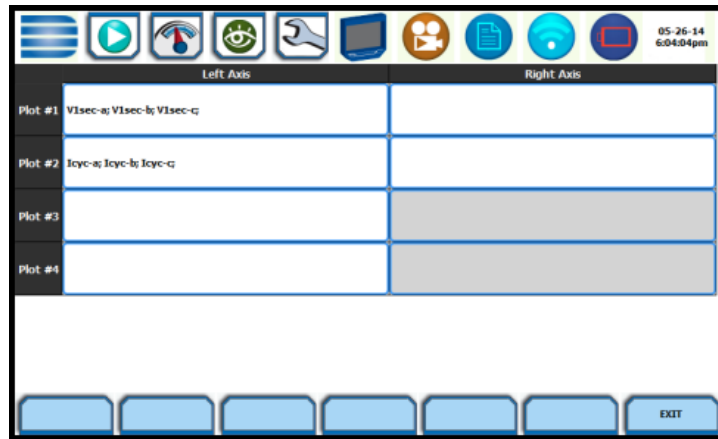 05-26-14
6:04:04pm
Left Axis Right Axis
Plot #1 V1sec-a; V1sec-b; V1sec-c;
Plot #2 Icyc-a; Icyc-b; Icyc-c;
Plot #3
Plot #4
EXIT